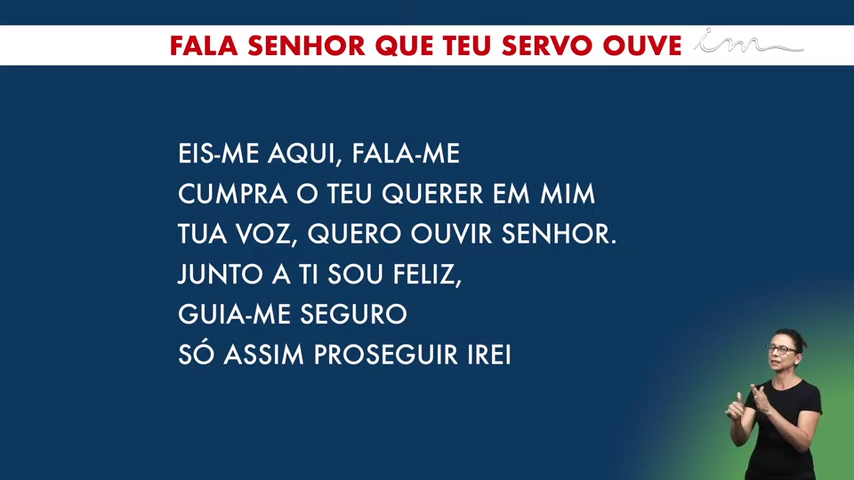 FALA SENHOR QUE TEU SERVO OUVE im
EIS-ME AQUI, FALA-ME
CUMPRA O TEU QUERER EM MIM
TUA VOZ, QUERO OUVIR SENHOR.
JUNTO A TI SOU FELIZ,
GUIA-ME SEGURO
SÓ ASSIM PROSEGUIR IREI